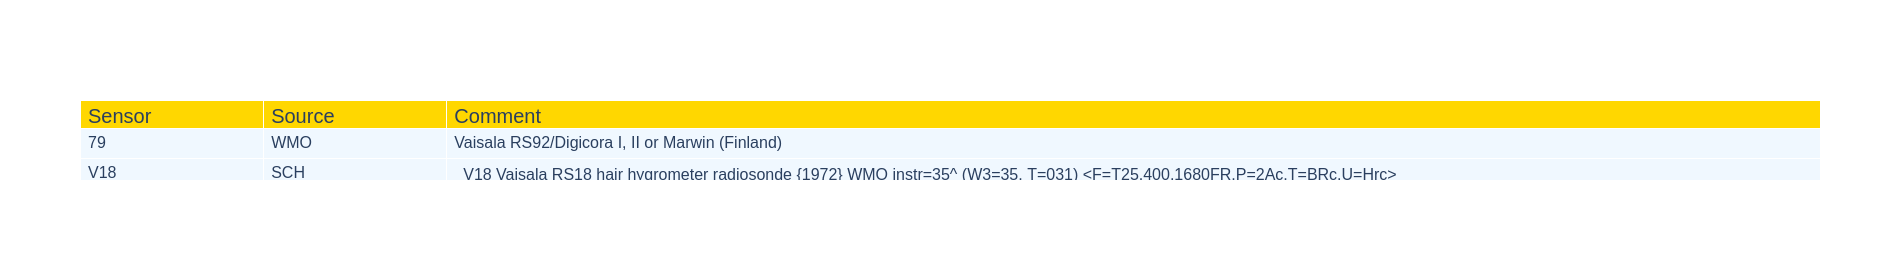 Sensor Source Comment
79 WMO Vaisala RS92/Digicora I, II or Marwin (Finland)
V18 SCH V18 Vaisala RS18 hair hygrometer radiosonde {1972} WMO instr=35^ (W3=35, T=031) <F=T25,400,1680FR,P=2Ac,T=BRc,U=Hrc>